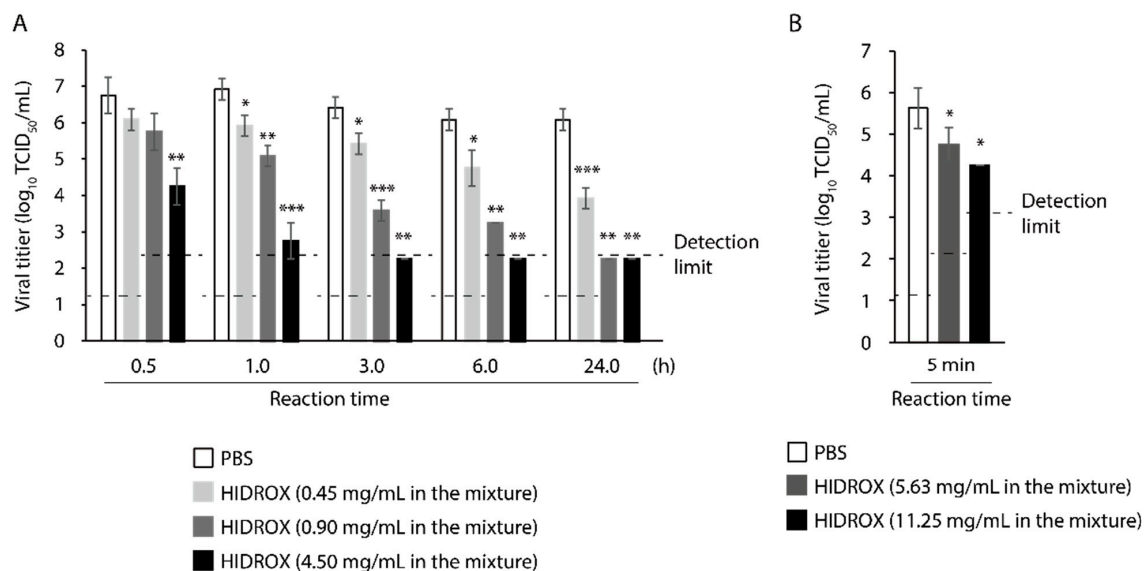 A
Viral titier (log10 TCID50/mL)
8
7
6
5
4
3
2
1
0
**
*
**
***
*
***
**
*
**
**
***
**
**
Detection
limit
0.5 1.0 3.0 6.0 24.0 (h)
Reaction time
PBS
HIDROX (0.45 mg/mL in the mixture)
HIDROX (0.90 mg/mL in the mixture)
HIDROX (4.50 mg/mL in the mixture)
B
Viral titier (log10 TCID50/mL)
7
6
5
4
3
2
1
0
*
*
Detection
limit
5 min
Reaction time
PBS
HIDROX (5.63 mg/mL in the mixture)
HIDROX (11.25 mg/mL in the mixture)